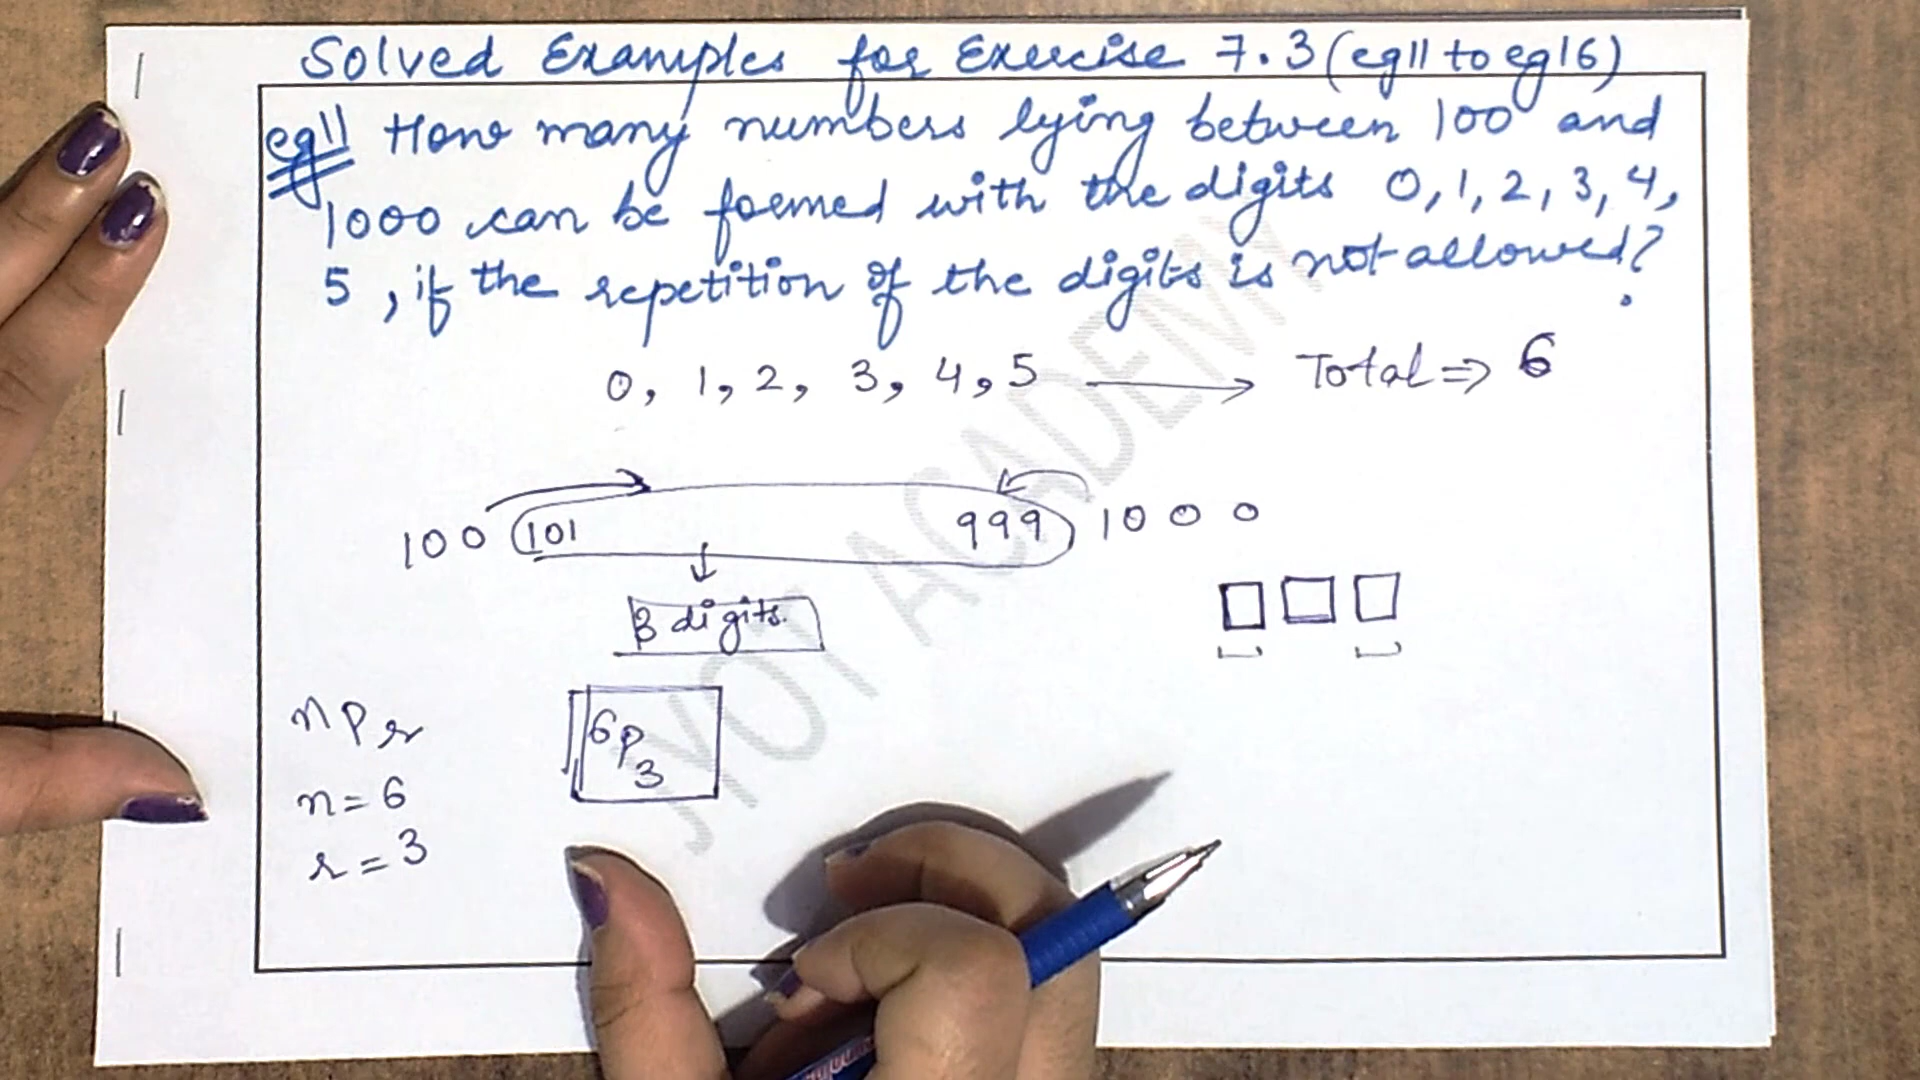 Solved Examples for Exercise 7.3 (eg11 to eg16)
eg11 How many numbers lying between 100 and
1000 can be formed with the digits 0, 1, 2, 3, 4,
5, if the repetition of the digits is not allowed?
0, 1, 2, 3, 4, 5 → Total ⇒ 6
100 101 999 1000
3 digits.
nPr
6P3
n = 6
r = 3
JYOT ACADEMY